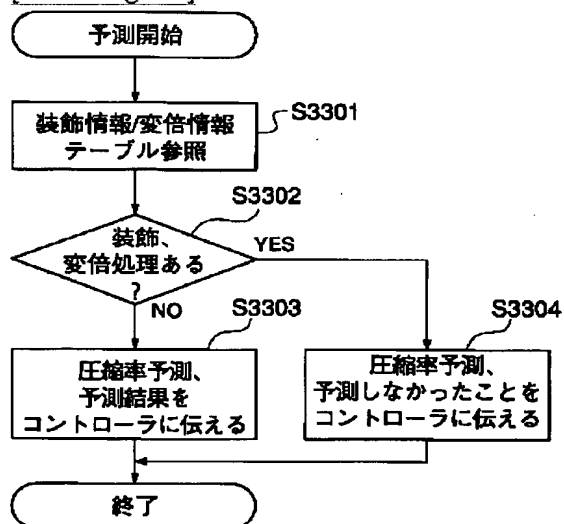 予測開始
装飾情報/変倍情報
テーブル参照
S3301
S3302
装飾、
変倍処理ある
?
YES
NO
S3303
圧縮率予測、
予測結果を
コントローラに伝える
S3304
圧縮率予測、
予測しなかったことを
コントローラに伝える
終了